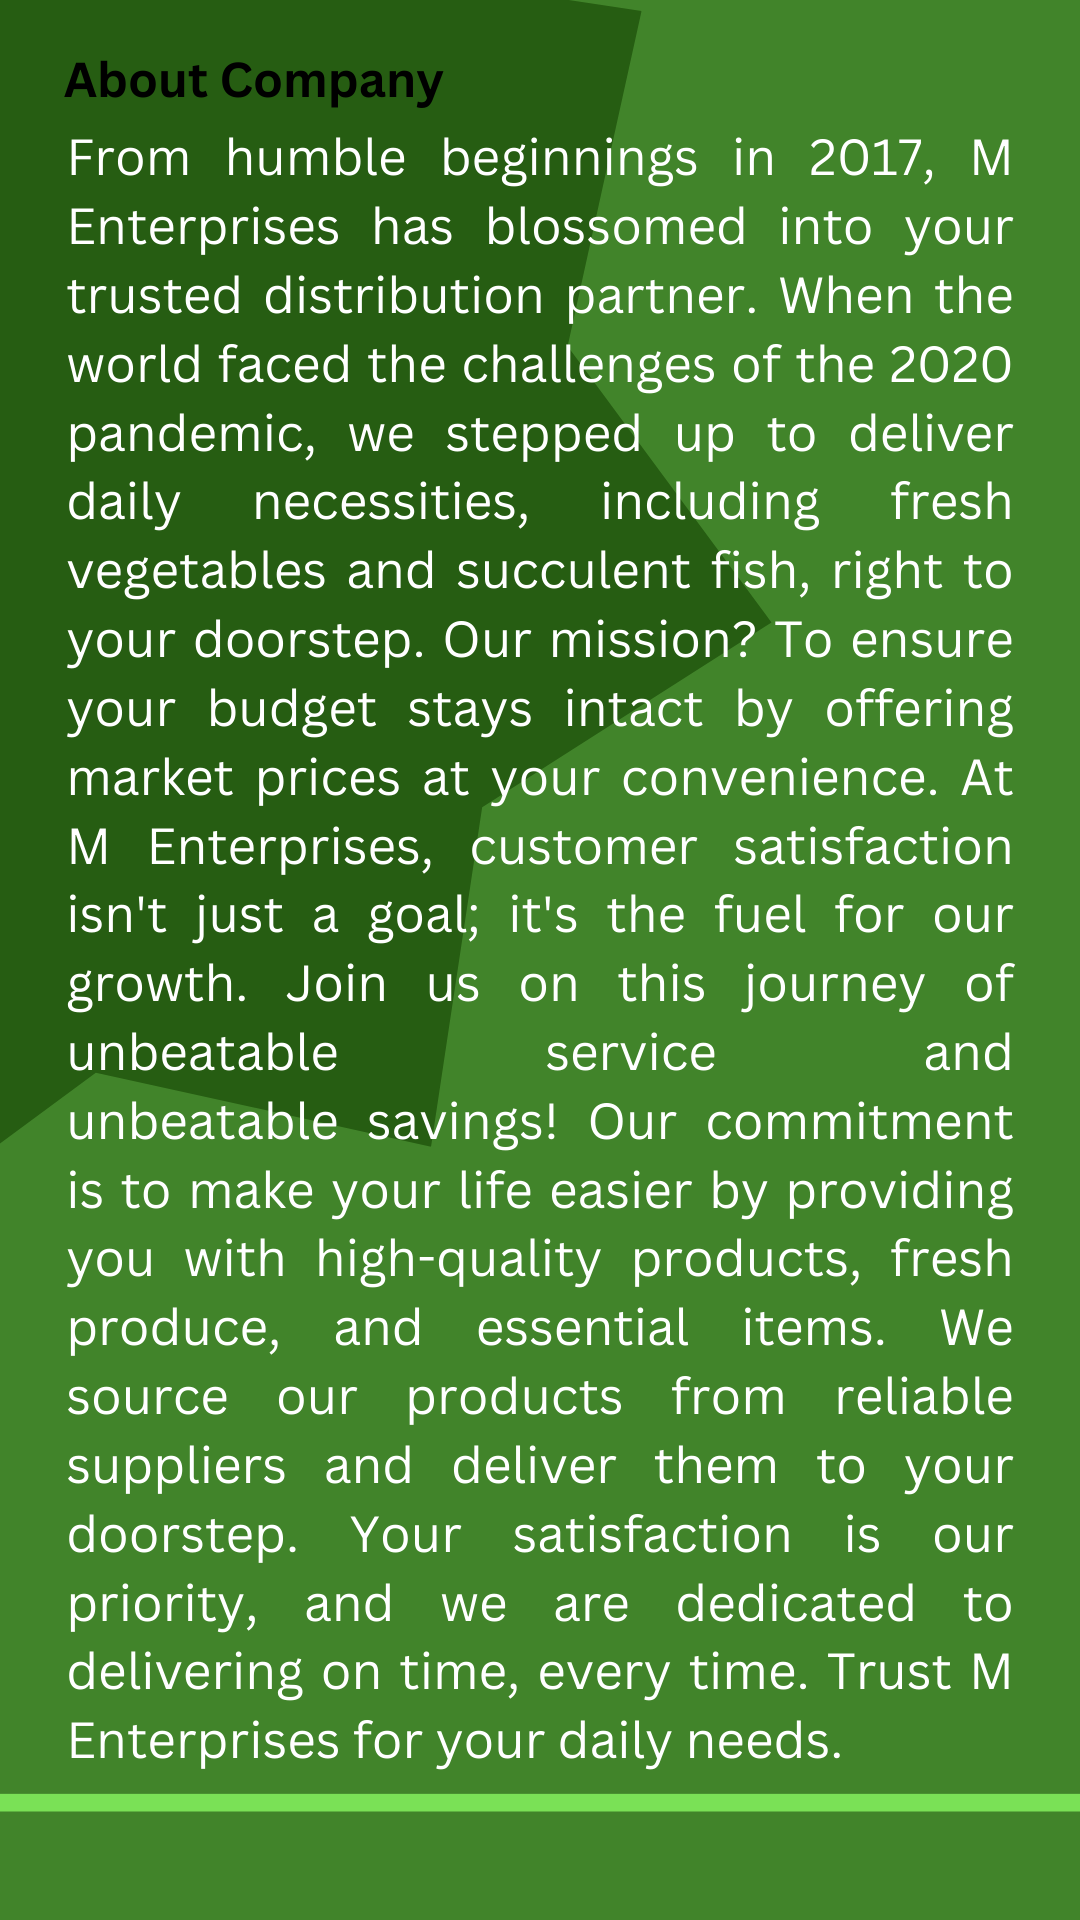 About Company
From humble beginnings in 2017, M
Enterprises has blossomed into your
trusted distribution partner. When the
world faced the challenges of the 2020
pandemic, we stepped up to deliver
daily necessities, including fresh
vegetables and succulent fish, right to
your doorstep. Our mission? To ensure
your budget stays intact by offering
market prices at your convenience. At
M Enterprises, customer satisfaction
isn't just a goal; it's the fuel for our
growth. Join us on this journey of
unbeatable service and
unbeatable savings! Our commitment
is to make your life easier by providing
you with high-quality products, fresh
produce, and essential items. We
source our products from reliable
suppliers and deliver them to your
doorstep. Your satisfaction is our
priority, and we are dedicated to
delivering on time, every time. Trust M
Enterprises for your daily needs.